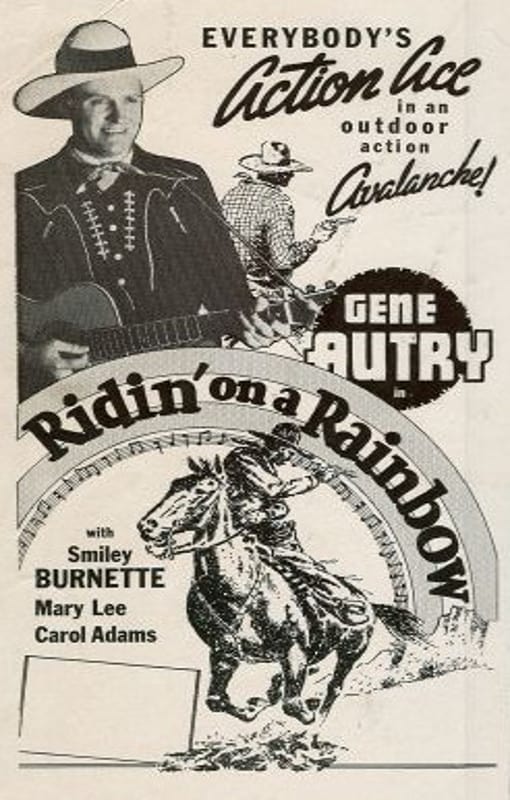 EVERYBODY'S
Action Ace
in an
outdoor
action
Avalanche!
GENE
AUTRY
in
Ridin' on a Rainbow
with
Smiley
BURNETTE
Mary Lee
Carol Adams